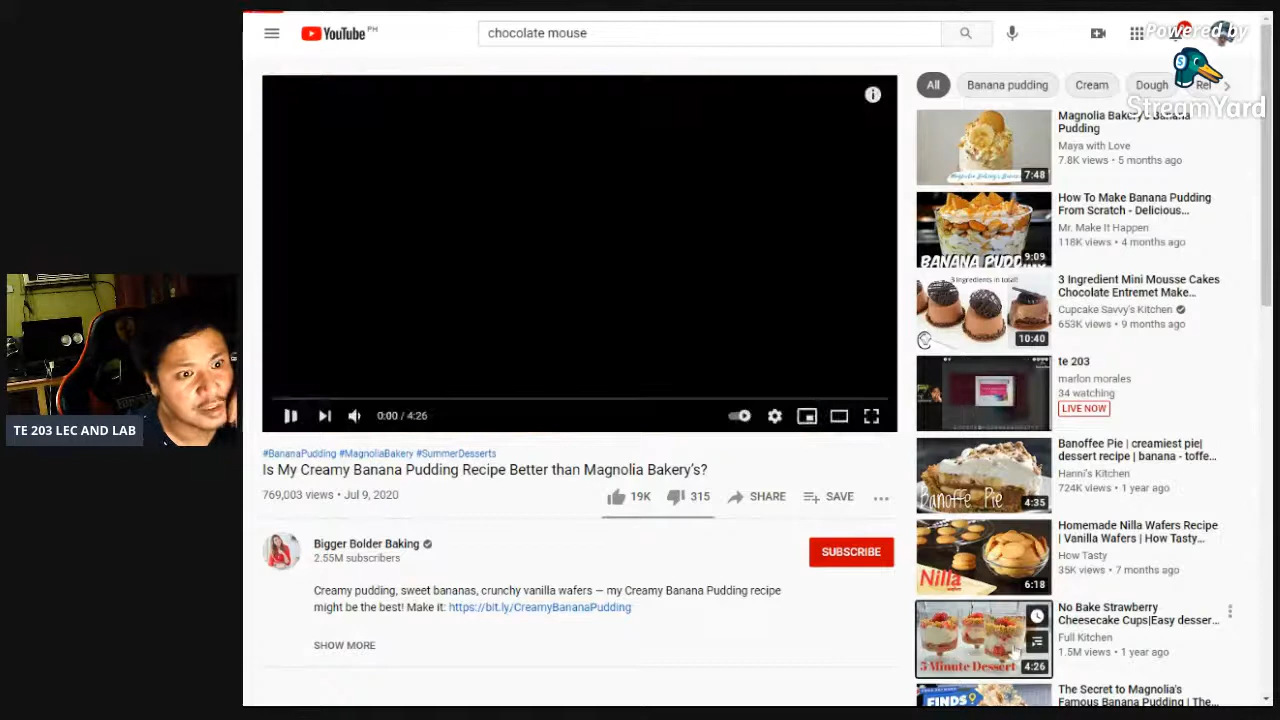 YouTube PH
chocolate mouse
Powered by
StreamYard
All
Banana pudding
Cream
Dough
Magnolia Bakery's Banana
Pudding
Maya with Love
7.8K views • 5 months ago
7:48
How To Make Banana Pudding
From Scratch - Delicious...
Mr. Make It Happen
118K views • 4 months ago
BANANA PUDDING
9:09
3 ingredients in total!
3 Ingredient Mini Mousse Cakes
Chocolate Entremet Make...
Cupcake Savvy's Kitchen
653K views • 9 months ago
10:40
te 203
marlon morales
34 watching
LIVE NOW
0:00 / 4:26
TE 203 LEC AND LAB
#BananaPudding #MagnoliaBakery #SummerDesserts
Is My Creamy Banana Pudding Recipe Better than Magnolia Bakery's?
769,003 views • Jul 9, 2020
19K
315
SHARE
SAVE
Banoffee Pie | creamiest pie|
dessert recipe | banana - toffe...
Hanni's Kitchen
724K views • 1 year ago
Banoffe Pie
4:35
Bigger Bolder Baking
2.55M subscribers
SUBSCRIBE
Creamy pudding, sweet bananas, crunchy vanilla wafers — my Creamy Banana Pudding recipe
might be the best! Make it: https://bit.ly/CreamyBananaPudding
SHOW MORE
Homemade Nilla Wafers Recipe
| Vanilla Wafers | How Tasty...
How Tasty
35K views • 7 months ago
Nilla
6:18
No Bake Strawberry
Cheesecake Cups|Easy desser...
Full Kitchen
1.5M views • 1 year ago
5 Minute Dessert
4:26
The Secret to Magnolia's
Famous Banana Pudding | The...
FINDS